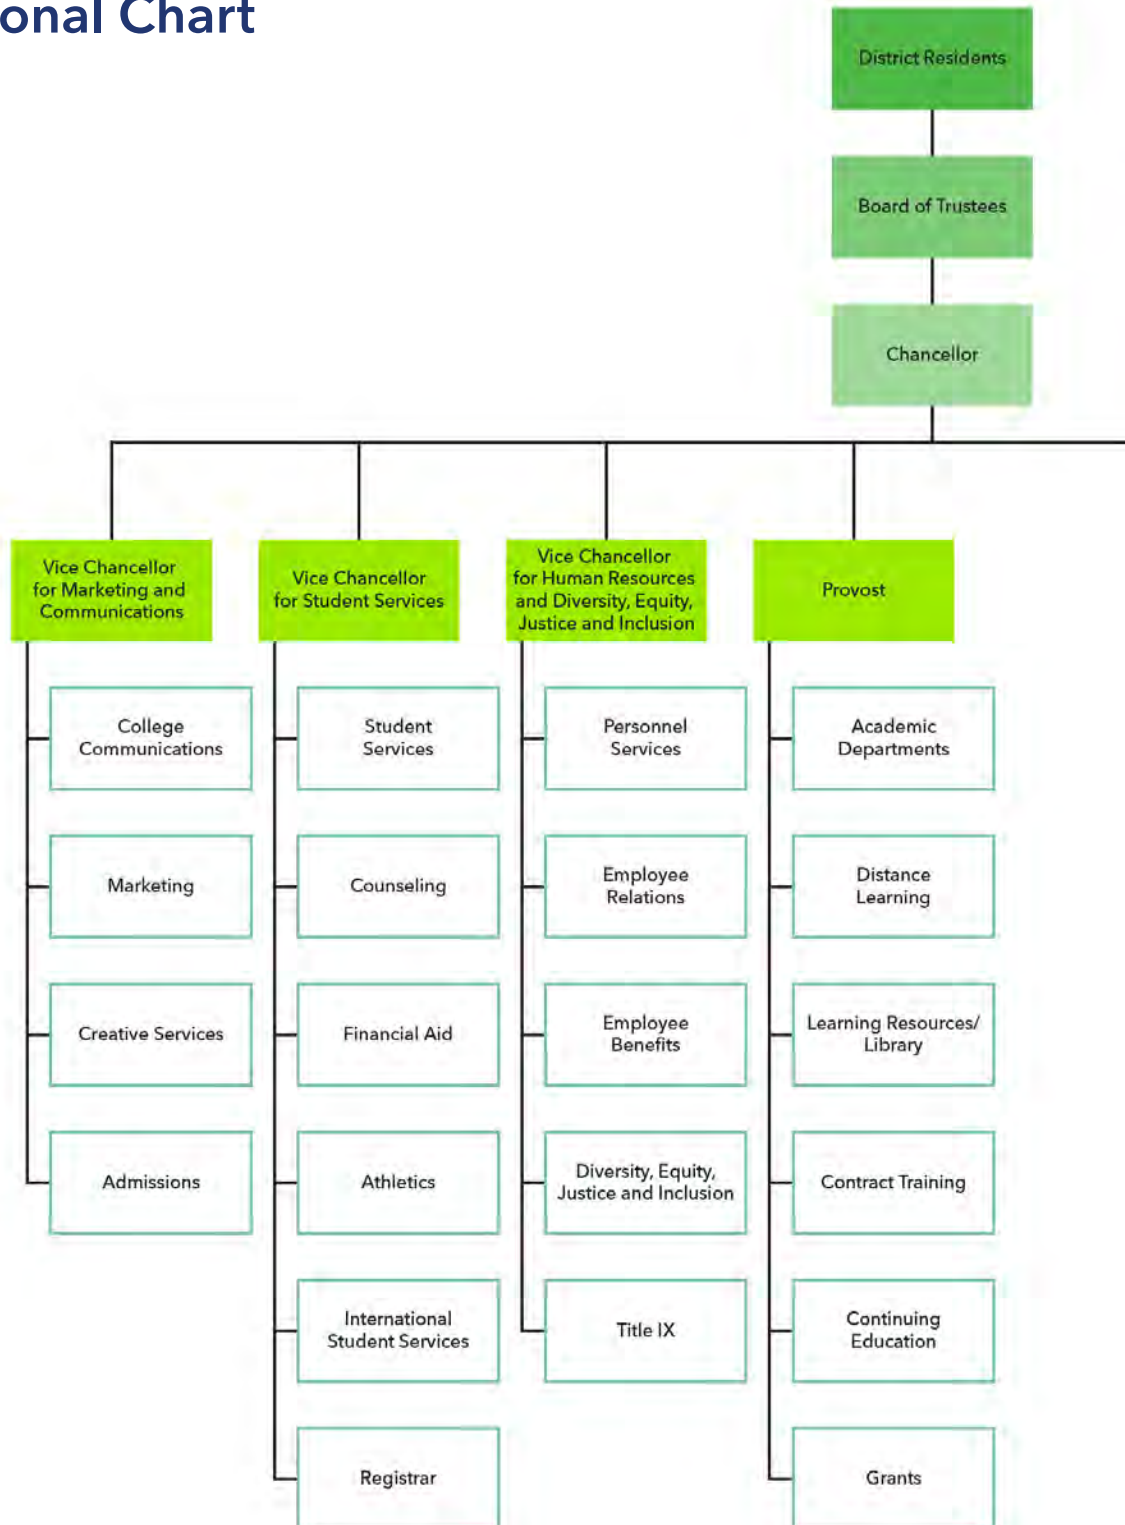 onal Chart
District Residents
Board of Trustees
Chancellor
Vice Chancellor
for Marketing and
Communications
College
Communications
Marketing
Creative Services
Admissions
Vice Chancellor
for Student Services
Student
Services
Counseling
Financial Aid
Athletics
International
Student Services
Registrar
Vice Chancellor
for Human Resources
and Diversity, Equity,
Justice and Inclusion
Personnel
Services
Employee
Relations
Employee
Benefits
Diversity, Equity,
Justice and Inclusion
Title IX
Provost
Academic
Departments
Distance
Learning
Learning Resources/
Library
Contract Training
Continuing
Education
Grants